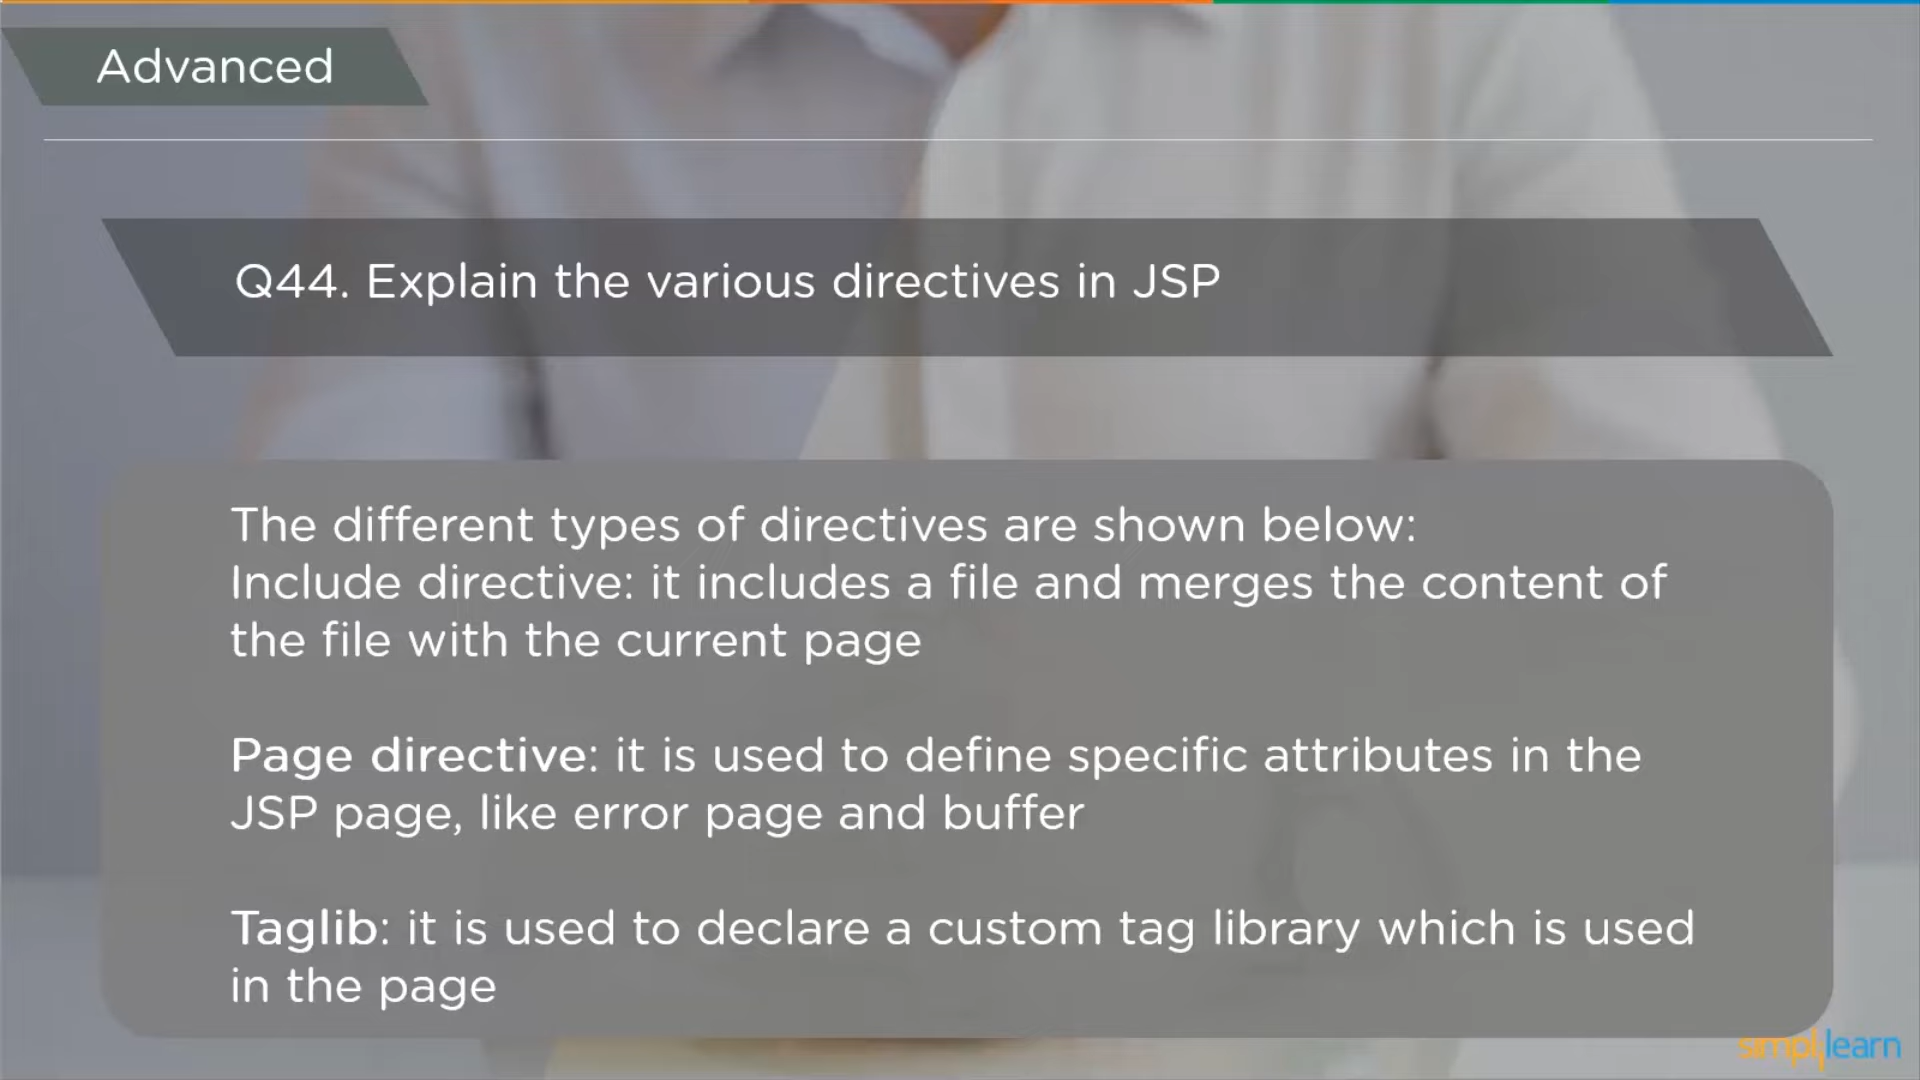 Advanced
Q44. Explain the various directives in JSP
The different types of directives are shown below:
Include directive: it includes a file and merges the content of
the file with the current page
Page directive: it is used to define specific attributes in the
JSP page, like error page and buffer
Taglib: it is used to declare a custom tag library which is used
in the page
simplilearn